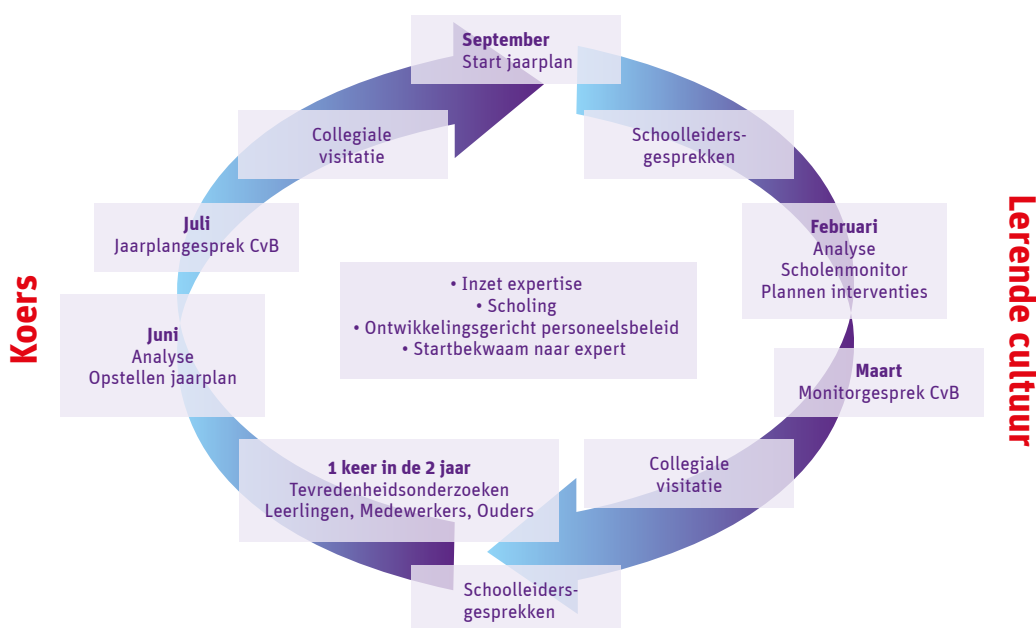 September
Start jaarplan
Collegiale
visitatie
Schoolleiders-
gesprekken
Juli
Jaarplangesprek CvB
Februari
Analyse
Scholenmonitor
Plannen interventies
Koers
Lerende cultuur
• Inzet expertise
• Scholing
• Ontwikkelingsgericht personeelsbeleid
• Startbekwaam naar expert
Juni
Analyse
Opstellen jaarplan
Maart
Monitorgesprek CvB
1 keer in de 2 jaar
Tevredenheidsonderzoeken
Leerlingen, Medewerkers, Ouders
Collegiale
visitatie
Schoolleiders-
gesprekken